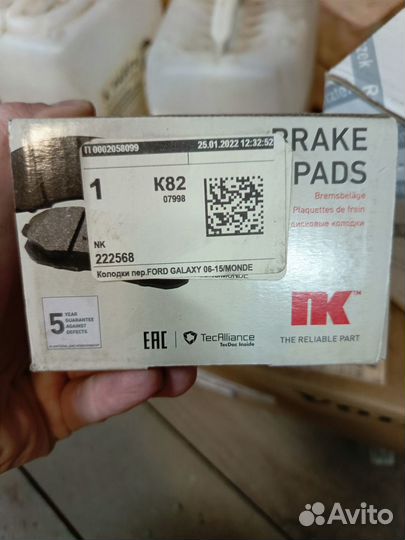 П 0002058099 25.01.2022 12:32:52
1 K82
07998
NK
222568
Колодки пер.FORD GALAXY 06-15/MONDE
BRAKE
PADS
Bremsbeläge
Plaquettes de frein
дисковые колодки
5 YEAR
GUARANTEE
AGAINST
DEFECTS
EAC
TecAlliance
TecDoc Inside
NK
THE RELIABLE PART
Avito